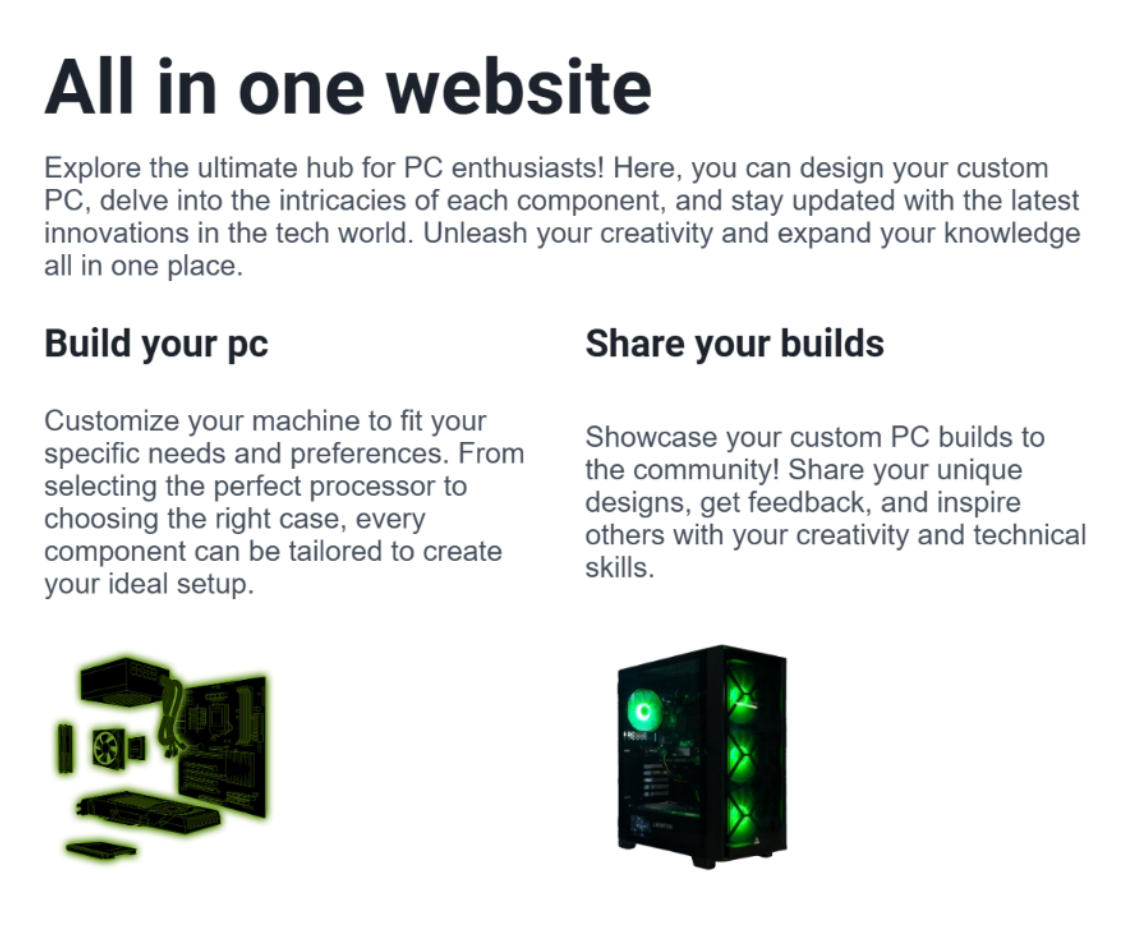 All in one website
Explore the ultimate hub for PC enthusiasts! Here, you can design your custom
PC, delve into the intricacies of each component, and stay updated with the latest
innovations in the tech world. Unleash your creativity and expand your knowledge
all in one place.
Build your pc
Customize your machine to fit your
specific needs and preferences. From
selecting the perfect processor to
choosing the right case, every
component can be tailored to create
your ideal setup.
Share your builds
Showcase your custom PC builds to
the community! Share your unique
designs, get feedback, and inspire
others with your creativity and technical
skills.